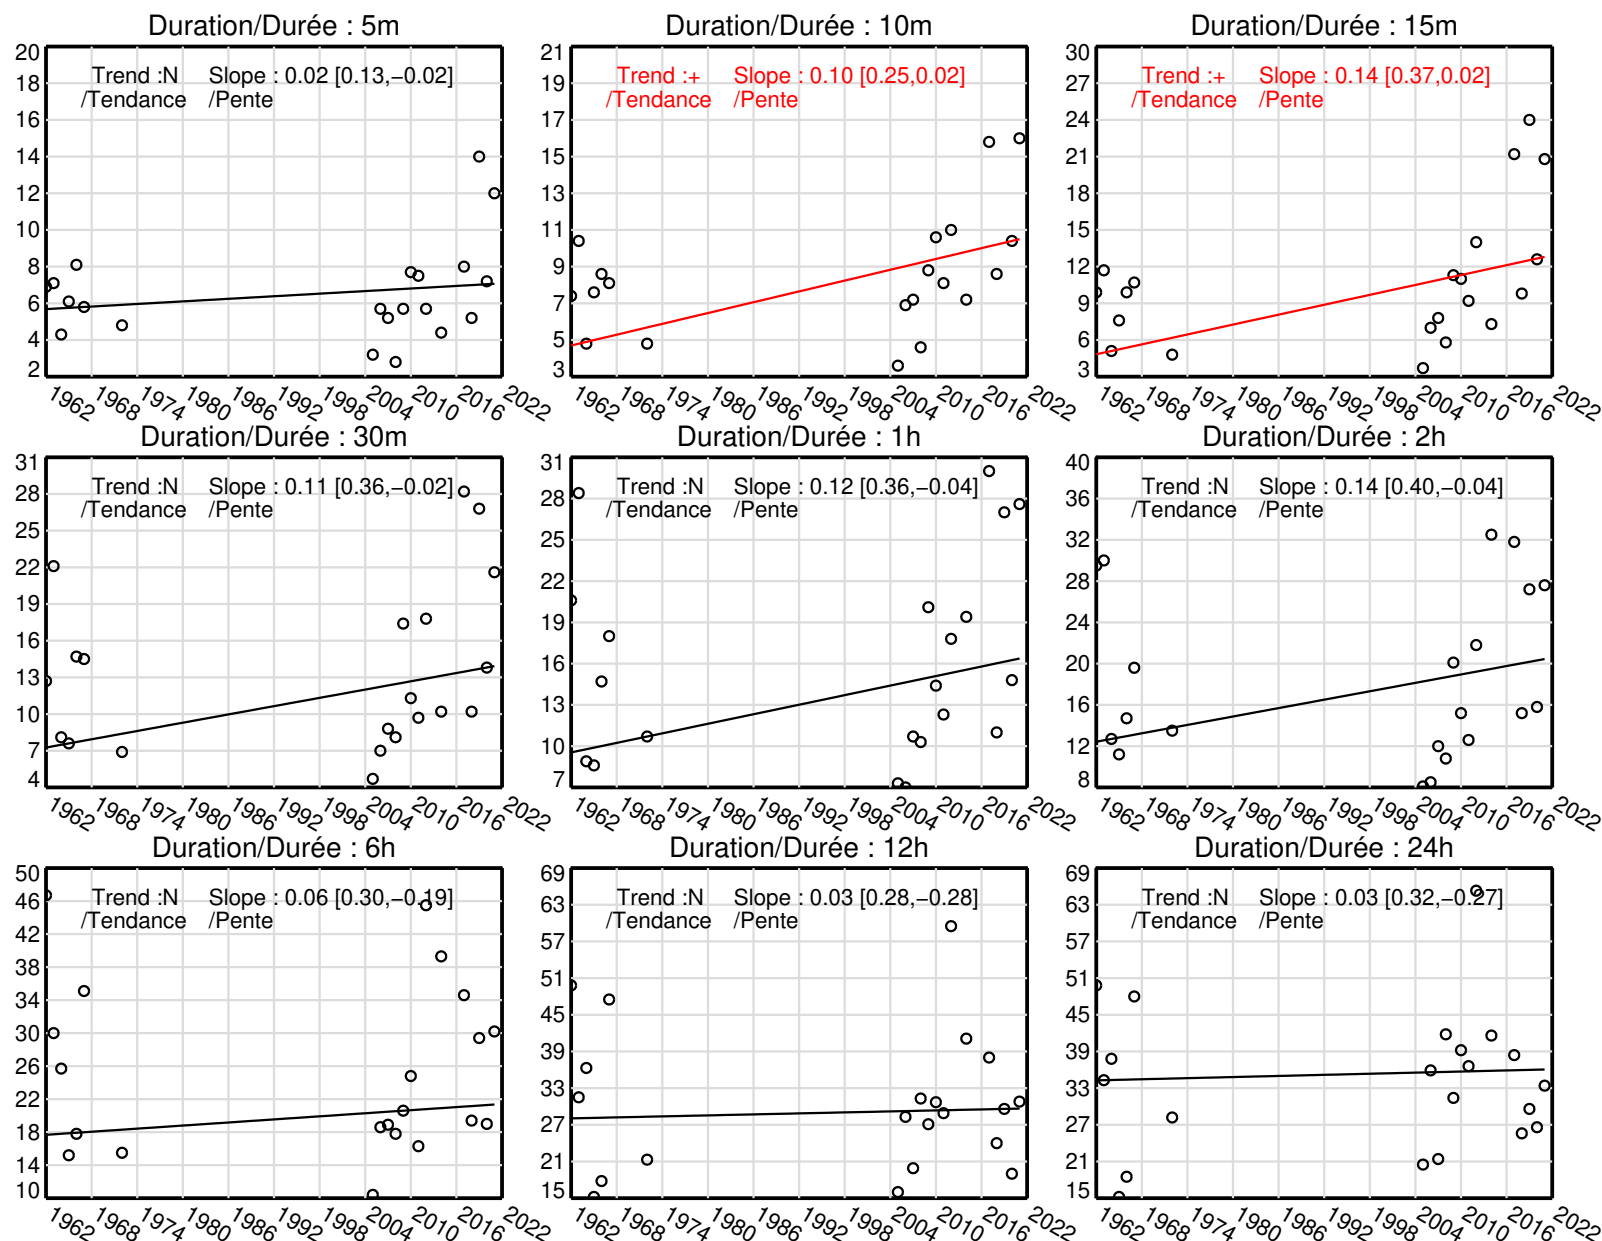 Duration/Durée : 5m
Trend :N Slope : 0.02 [0.13,−0.02]
/Tendance /Pente
20
18
16
14
12
10
8
6
4
2
1962 1968 1974 1980 1986 1992 1998 2004 2010 2016 2022
Duration/Durée : 10m
Trend :+ Slope : 0.10 [0.25,0.02]
/Tendance /Pente
21
19
17
15
13
11
9
7
5
3
1962 1968 1974 1980 1986 1992 1998 2004 2010 2016 2022
Duration/Durée : 15m
Trend :+ Slope : 0.14 [0.37,0.02]
/Tendance /Pente
30
27
24
21
18
15
12
9
6
3
1962 1968 1974 1980 1986 1992 1998 2004 2010 2016 2022
Duration/Durée : 30m
Trend :N Slope : 0.11 [0.36,−0.02]
/Tendance /Pente
31
28
25
22
19
16
13
10
7
4
1962 1968 1974 1980 1986 1992 1998 2004 2010 2016 2022
Duration/Durée : 1h
Trend :N Slope : 0.12 [0.36,−0.04]
/Tendance /Pente
31
28
25
22
19
16
13
10
7
1962 1968 1974 1980 1986 1992 1998 2004 2010 2016 2022
Duration/Durée : 2h
Trend :N Slope : 0.14 [0.40,−0.04]
/Tendance /Pente
40
36
32
28
24
20
16
12
8
1962 1968 1974 1980 1986 1992 1998 2004 2010 2016 2022
Duration/Durée : 6h
Trend :N Slope : 0.06 [0.30,−0.19]
/Tendance /Pente
50
46
42
38
34
30
26
22
18
14
10
1962 1968 1974 1980 1986 1992 1998 2004 2010 2016 2022
Duration/Durée : 12h
Trend :N Slope : 0.03 [0.28,−0.28]
/Tendance /Pente
69
63
57
51
45
39
33
27
21
15
1962 1968 1974 1980 1986 1992 1998 2004 2010 2016 2022
Duration/Durée : 24h
Trend :N Slope : 0.03 [0.32,−0.27]
/Tendance /Pente
69
63
57
51
45
39
33
27
21
15
1962 1968 1974 1980 1986 1992 1998 2004 2010 2016 2022